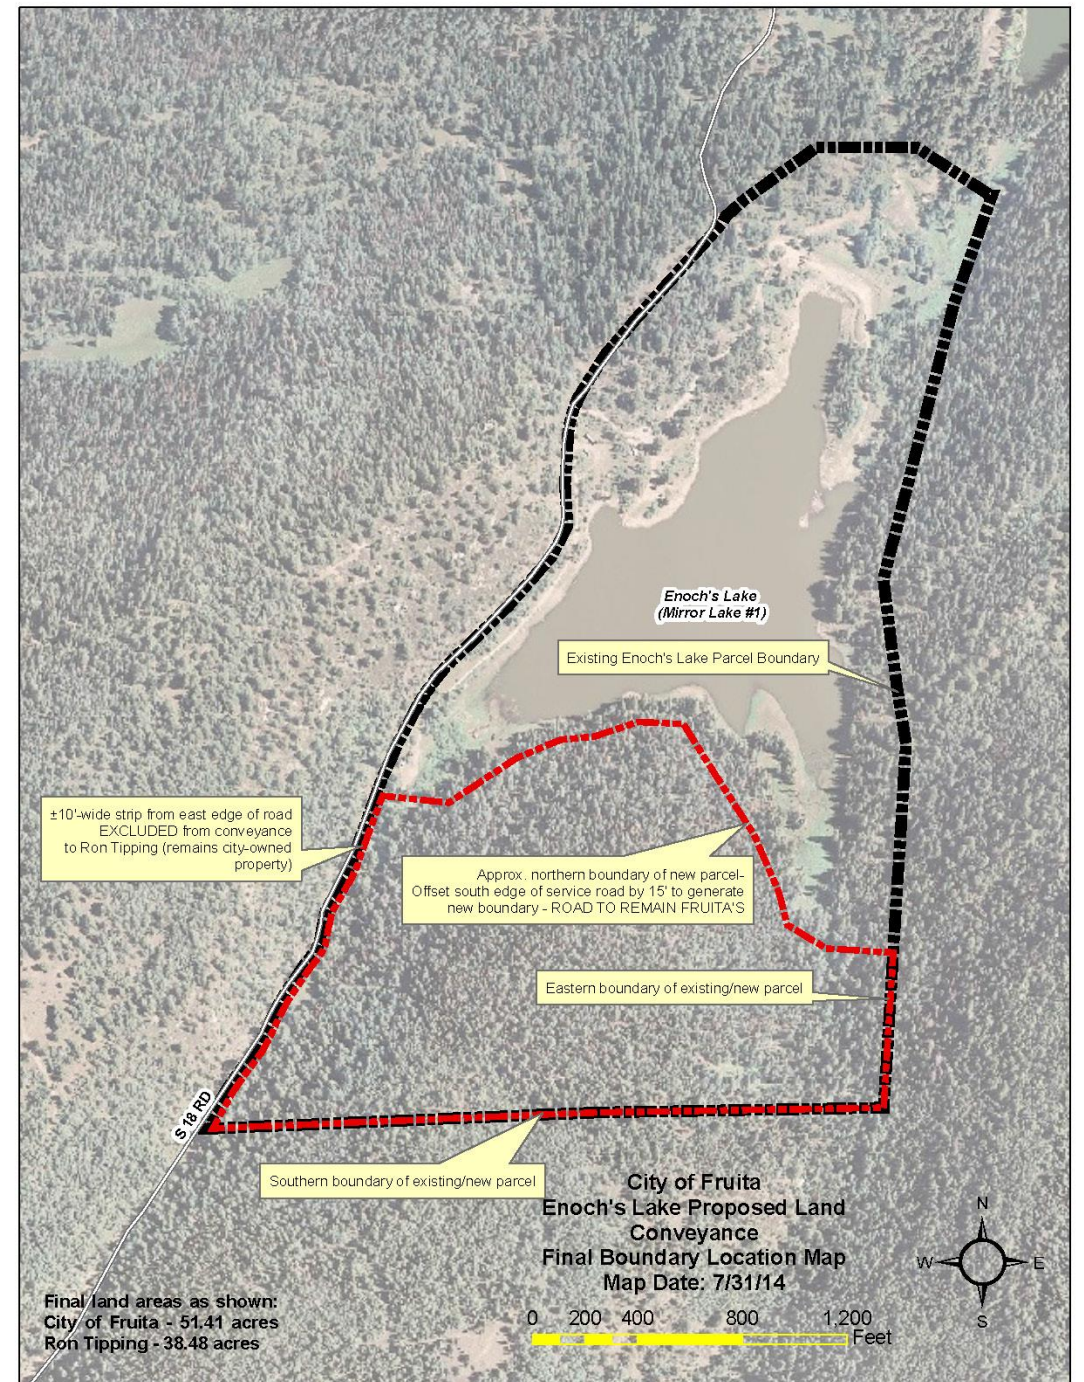 Enoch's Lake
(Mirror Lake #1)
Existing Enoch's Lake Parcel Boundary
±10'-wide strip from east edge of road
EXCLUDED from conveyance
to Ron Tipping (remains city-owned
property)
Approx. northern boundary of new parcel-
Offset south edge of service road by 15' to generate
new boundary - ROAD TO REMAIN FRUITA'S
Eastern boundary of existing/new parcel
S 18 RD
Southern boundary of existing/new parcel
City of Fruita
Enoch's Lake Proposed Land
Conveyance
Final Boundary Location Map
Map Date: 7/31/14
N
W
E
S
Final land areas as shown:
City of Fruita - 51.41 acres
Ron Tipping - 38.48 acres
0 200 400 800 1,200
Feet